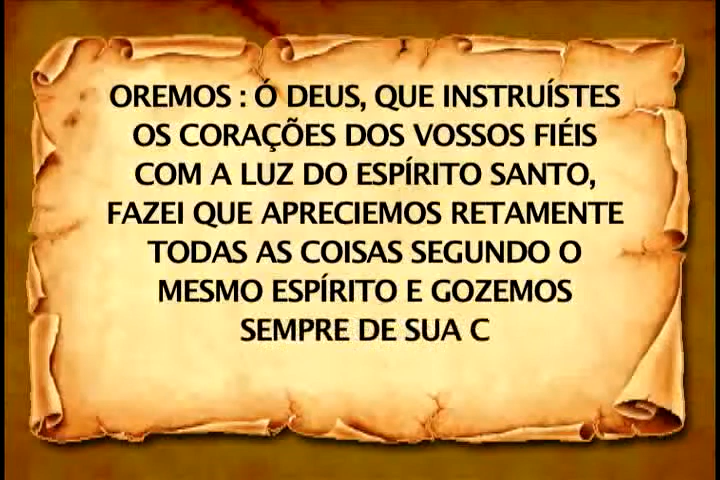 OREMOS : Ó DEUS, QUE INSTRUÍSTES
OS CORAÇÕES DOS VOSSOS FIÉIS
COM A LUZ DO ESPÍRITO SANTO,
FAZEI QUE APRECIEMOS RETAMENTE
TODAS AS COISAS SEGUNDO O
MESMO ESPÍRITO E GOZEMOS
SEMPRE DE SUA C